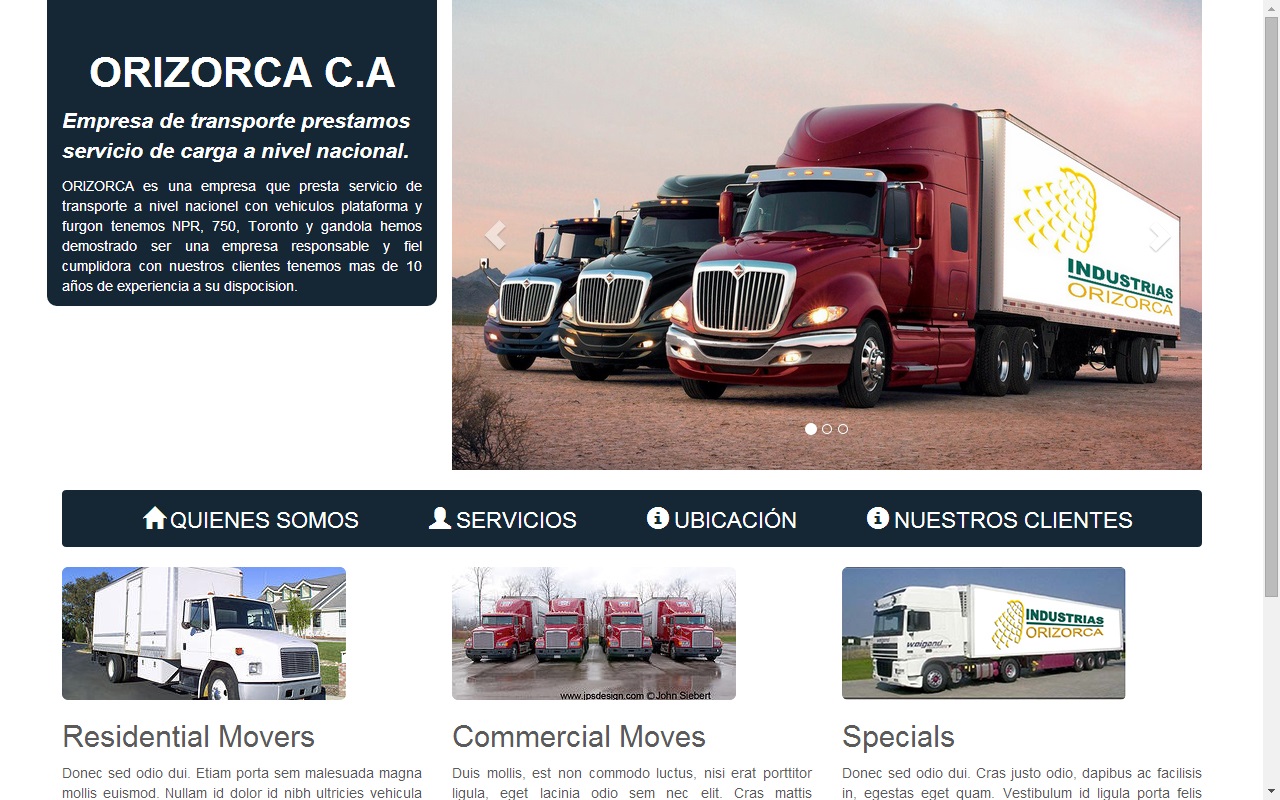 ORIZORCA C.A
Empresa de transporte prestamos
servicio de carga a nivel nacional.
ORIZORCA es una empresa que presta servicio de
transporte a nivel nacionel con vehiculos plataforma y
furgon tenemos NPR, 750, Toronto y gandola hemos
demostrado ser una empresa responsable y fiel
cumplidora con nuestros clientes tenemos mas de 10
años de experiencia a su dispocision.
INDUSTRIAS
ORIZORCA
QUIENES SOMOS
SERVICIOS
UBICACIÓN
NUESTROS CLIENTES
www.jpsdesign.com © John Siebert
INDUSTRIAS
ORIZORCA
weigand
Residential Movers
Donec sed odio dui. Etiam porta sem malesuada magna
mollis euismod. Nullam id dolor id nibh ultricies vehicula
Commercial Moves
Duis mollis, est non commodo luctus, nisi erat porttitor
ligula, eget lacinia odio sem nec elit. Cras mattis
Specials
Donec sed odio dui. Cras justo odio, dapibus ac facilisis
in, egestas eget quam. Vestibulum id ligula porta felis